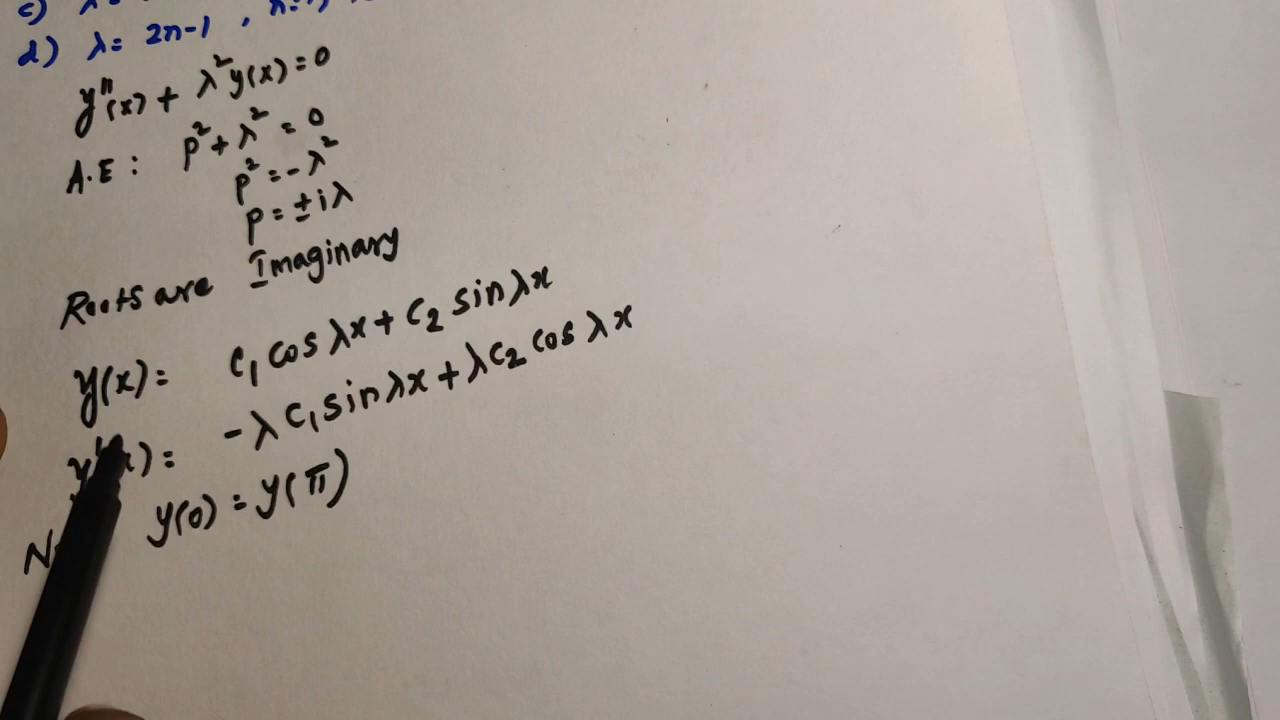 c) λ=
d) λ= 2n-1 ,
y"(x) + λ²y(x)=0
A.E: p²+λ² = 0
p² = -λ²
p = ±iλ
Roots are Imaginary
y(x) = c₁ cos λx + c₂ sin λx
y'(x) = -λ c₁ sin λx + λc₂ cos λx
y(0) = y(π)